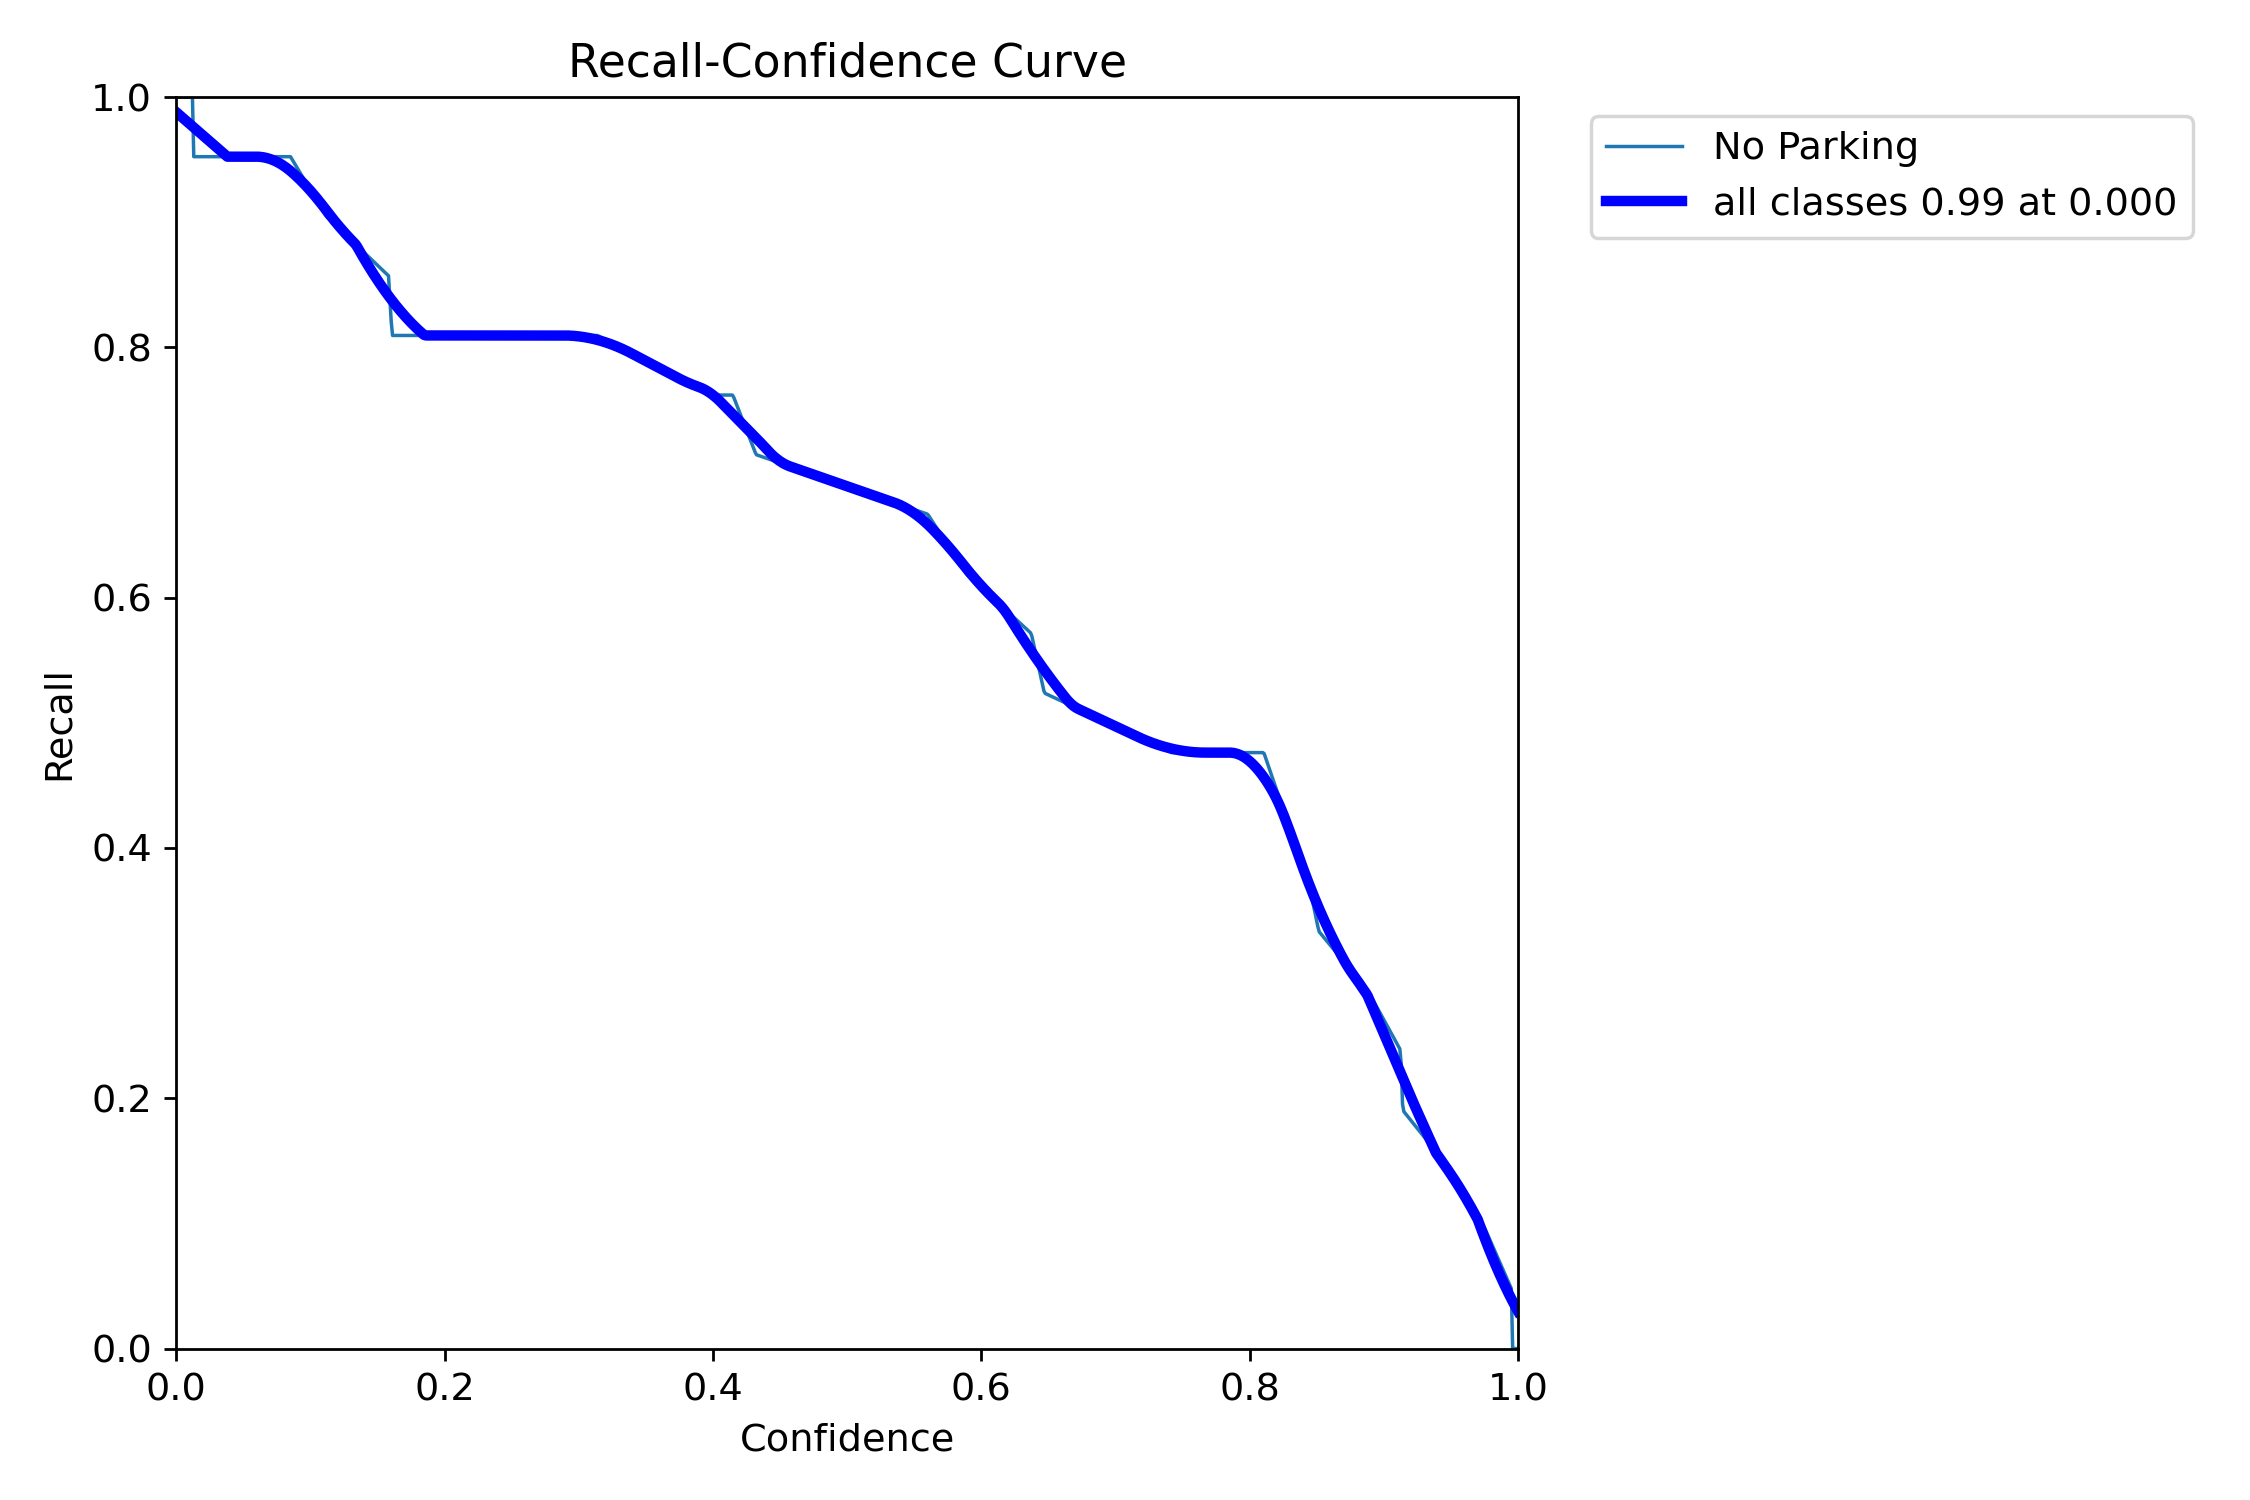 Recall-Confidence Curve
1.0
0.8
0.6
0.4
0.2
0.0
Recall
0.0 0.2 0.4 0.6 0.8 1.0
Confidence
No Parking
all classes 0.99 at 0.000